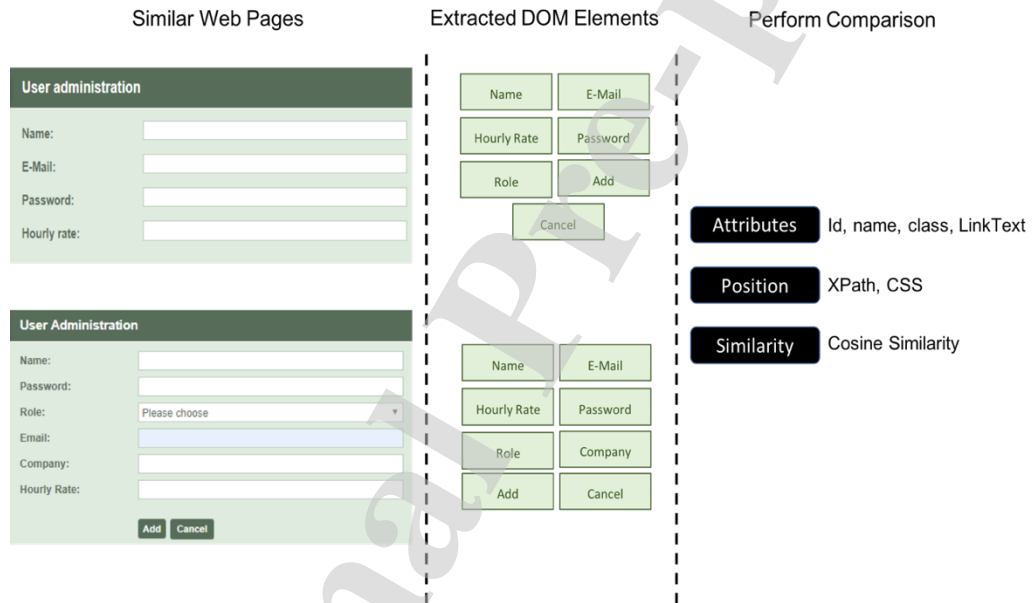 Similar Web Pages
Extracted DOM Elements
Perform Comparison
User administration
Name:
E-Mail:
Password:
Hourly rate:
User Administration
Name:
Password:
Role:
Please choose
Email:
Company:
Hourly Rate:
Add Cancel
Name E-Mail
Hourly Rate Password
Role Add
Cancel
Name E-Mail
Hourly Rate Password
Role Company
Add Cancel
Attributes Id, name, class, LinkText
Position XPath, CSS
Similarity Cosine Similarity
nal Pre-p